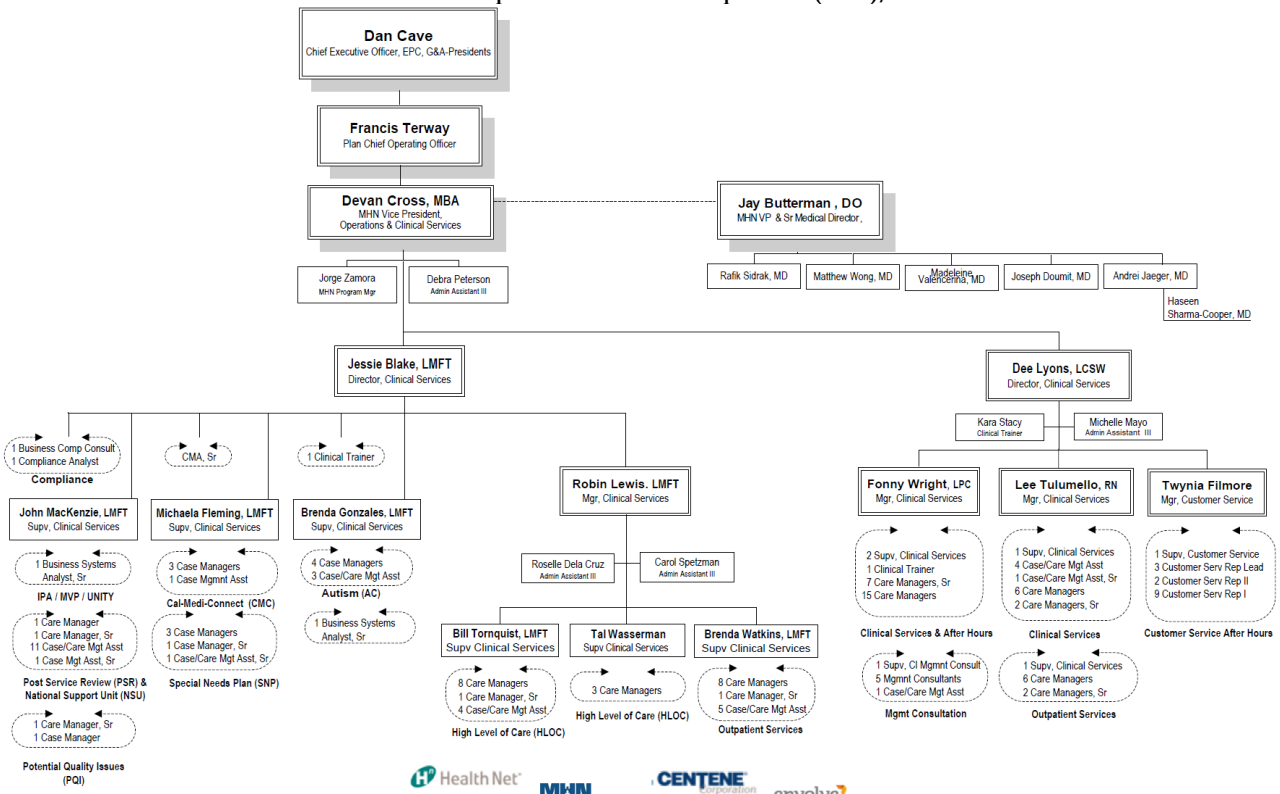 Dan Cave
Chief Executive Officer, EPC, G&A-Presidents
Francis Terway
Plan Chief Operating Officer
Devan Cross, MBA
MHN Vice President,
Operations & Clinical Services
Jay Butterman , DO
MHN VP & Sr Medical Director,
Jorge Zamora
MHN Program Mgr
Debra Peterson
Admin Assistant III
Rafik Sidrak, MD
Matthew Wong, MD
Madeleine
Valencerina, MD
Joseph Doumit, MD
Andrei Jaeger, MD
Haseen
Sharma-Cooper, MD
Jessie Blake, LMFT
Director, Clinical Services
Dee Lyons, LCSW
Director, Clinical Services
Kara Stacy
Clinical Trainer
Michelle Mayo
Admin Assistant III
1 Business Comp Consult
1 Compliance Analyst
Compliance
CMA, Sr
1 Clinical Trainer
John MacKenzie, LMFT
Supv, Clinical Services
Michaela Fleming, LMFT
Supv, Clinical Services
Brenda Gonzales, LMFT
Supv, Clinical Services
Robin Lewis. LMFT
Mgr, Clinical Services
Fonny Wright, LPC
Mgr, Clinical Services
Lee Tulumello, RN
Mgr, Clinical Services
Twynia Filmore
Mgr, Customer Service
1 Business Systems
Analyst, Sr
IPA / MVP / UNITY
1 Care Manager
1 Care Manager, Sr
11 Case/Care Mgt Asst
1 Case Mgt Asst, Sr
Post Service Review (PSR) &
National Support Unit (NSU)
1 Care Manager, Sr
1 Case Manager
Potential Quality Issues
(PQI)
3 Case Managers
1 Case Mgmnt Asst
Cal-Medi-Connect (CMC)
3 Case Managers
1 Case Manager, Sr
1 Case/Care Mgt Asst, Sr
Special Needs Plan (SNP)
4 Case Managers
3 Case/Care Mgt Asst
Autism (AC)
1 Business Systems
Analyst, Sr
Roselle Dela Cruz
Admin Assistant III
Carol Spetzman
Admin Assistant III
Bill Tornquist, LMFT
Supv Clinical Services
Tal Wasserman
Supv Clinical Services
Brenda Watkins, LMFT
Supv Clinical Services
8 Care Managers
1 Care Manager, Sr
4 Case/Care Mgt Asst
High Level of Care (HLOC)
3 Care Managers
High Level of Care (HLOC)
8 Care Managers
1 Care Manager, Sr
5 Case/Care Mgt Asst
Outpatient Services
2 Supv, Clinical Services
1 Clinical Trainer
7 Care Managers, Sr
15 Care Managers
Clinical Services & After Hours
1 Supv, Cl Mgmnt Consult
5 Mgmnt Consultants
1 Case/Care Mgt Asst
Mgmt Consultation
1 Supv, Clinical Services
4 Case/Care Mgt Asst
1 Case/Care Mgt Asst, Sr
6 Care Managers
2 Care Managers, Sr
Clinical Services
1 Supv, Clinical Services
6 Care Managers
2 Care Managers, Sr
Outpatient Services
1 Supv, Customer Service
3 Customer Serv Rep Lead
2 Customer Serv Rep II
9 Customer Serv Rep I
Customer Service After Hours
Health Net
MHN
CENTENE
Corporation
envolve